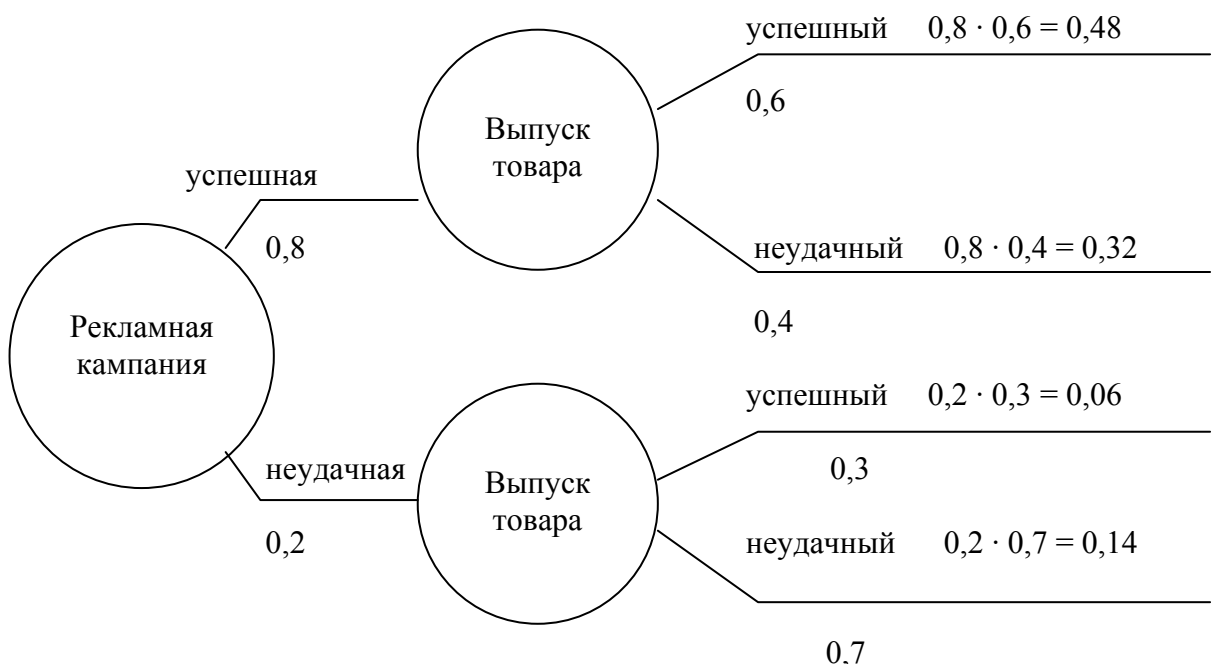 успешный 0,8 · 0,6 = 0,48
0,6
Выпуск
товара
успешная
0,8
неудачный 0,8 · 0,4 = 0,32
0,4
Рекламная
кампания
успешный 0,2 · 0,3 = 0,06
0,3
неудачная
0,2
Выпуск
товара
неудачный 0,2 · 0,7 = 0,14
0,7